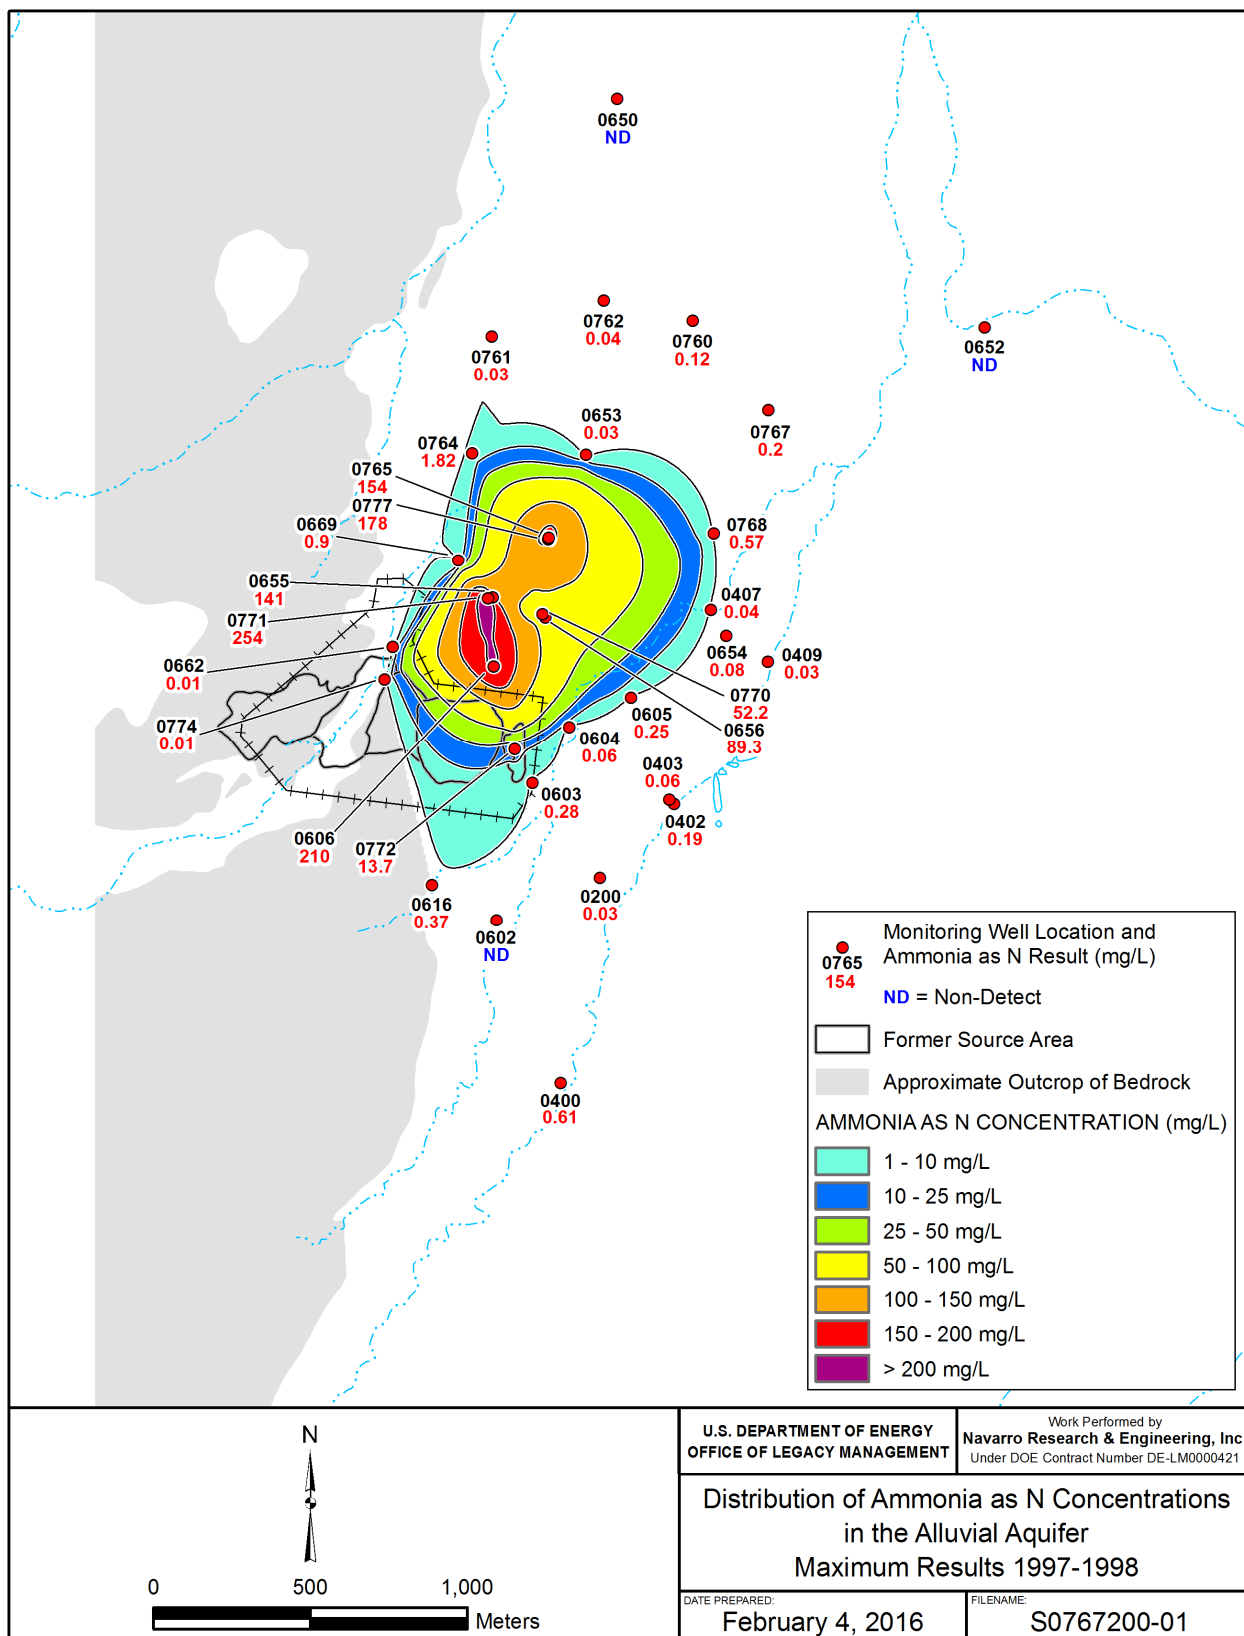 0650
ND
0762
0.04
0760
0.12
0652
ND
0761
0.03
0653
0.03
0767
0.2
0764
1.82
0765
154
0777
178
0669
0.9
0768
0.57
0655
141
0407
0.04
0771
254
0654
0.08
0409
0.03
0662
0.01
0770
52.2
0774
0.01
0605
0.25
0656
89.3
0604
0.06
0403
0.06
0603
0.28
0402
0.19
0606
210
0772
13.7
0616
0.37
0200
0.03
0602
ND
0400
0.61
0765
154
Monitoring Well Location and
Ammonia as N Result (mg/L)
ND = Non-Detect
Former Source Area
Approximate Outcrop of Bedrock
AMMONIA AS N CONCENTRATION (mg/L)
1 - 10 mg/L
10 - 25 mg/L
25 - 50 mg/L
50 - 100 mg/L
100 - 150 mg/L
150 - 200 mg/L
> 200 mg/L
N
0 500 1,000
Meters
U.S. DEPARTMENT OF ENERGY
OFFICE OF LEGACY MANAGEMENT
Work Performed by
Navarro Research & Engineering, Inc
Under DOE Contract Number DE-LM0000421
Distribution of Ammonia as N Concentrations
in the Alluvial Aquifer
Maximum Results 1997-1998
DATE PREPARED:
February 4, 2016
FILENAME:
S0767200-01